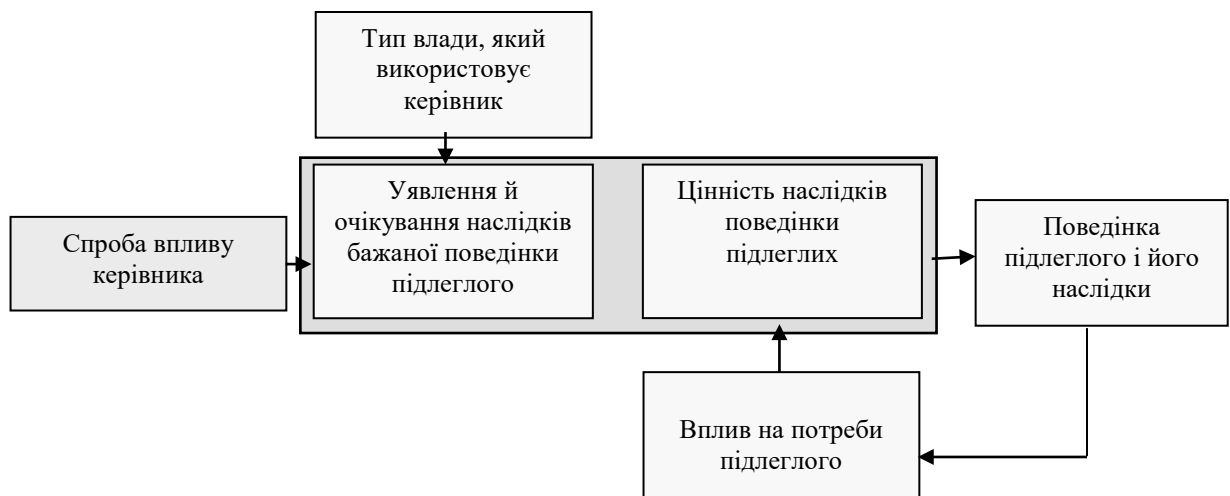 Тип влади, який
використовує
керівник
Спроба впливу
керівника
Уявлення й
очікування наслідків
бажаної поведінки
підлеглого
Цінність наслідків
поведінки
підлеглих
Поведінка
підлеглого і його
наслідки
Вплив на потреби
підлеглого